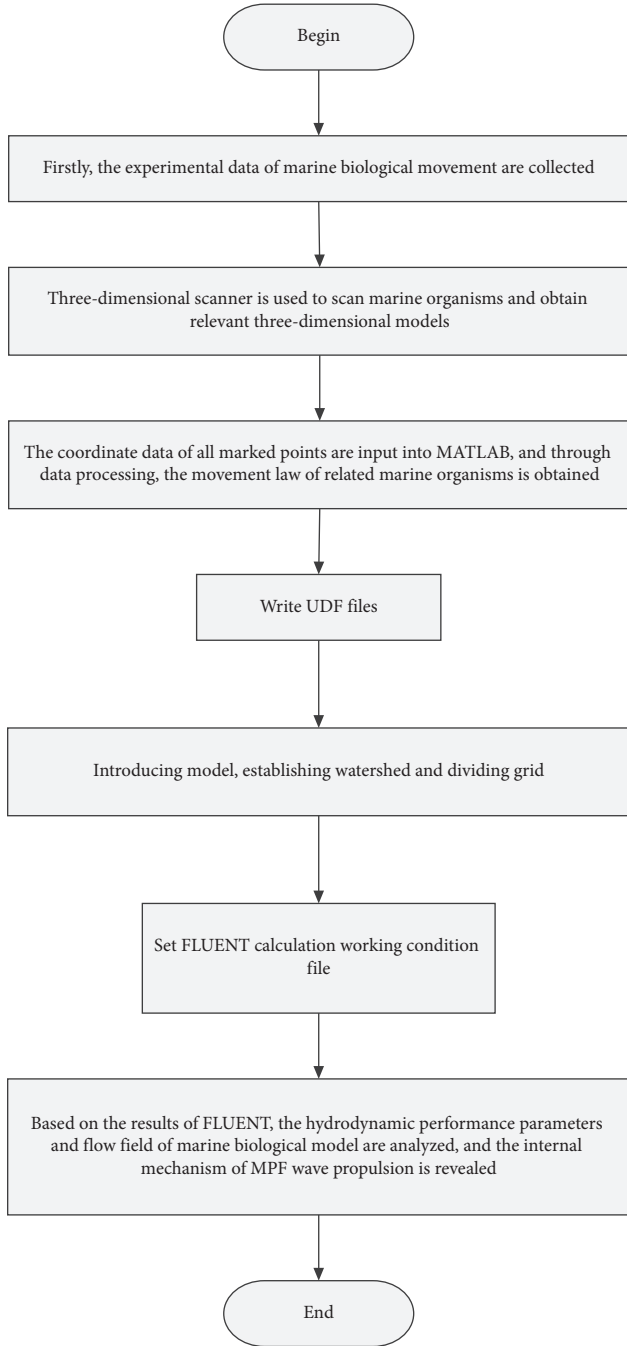 Begin
Firstly, the experimental data of marine biological movement are collected
Three-dimensional scanner is used to scan marine organisms and obtain
relevant three-dimensional models
The coordinate data of all marked points are input into MATLAB, and through
data processing, the movement law of related marine organisms is obtained
Write UDF files
Introducing model, establishing watershed and dividing grid
Set FLUENT calculation working condition
file
Based on the results of FLUENT, the hydrodynamic performance parameters
and flow field of marine biological model are analyzed, and the internal
mechanism of MPF wave propulsion is revealed
End